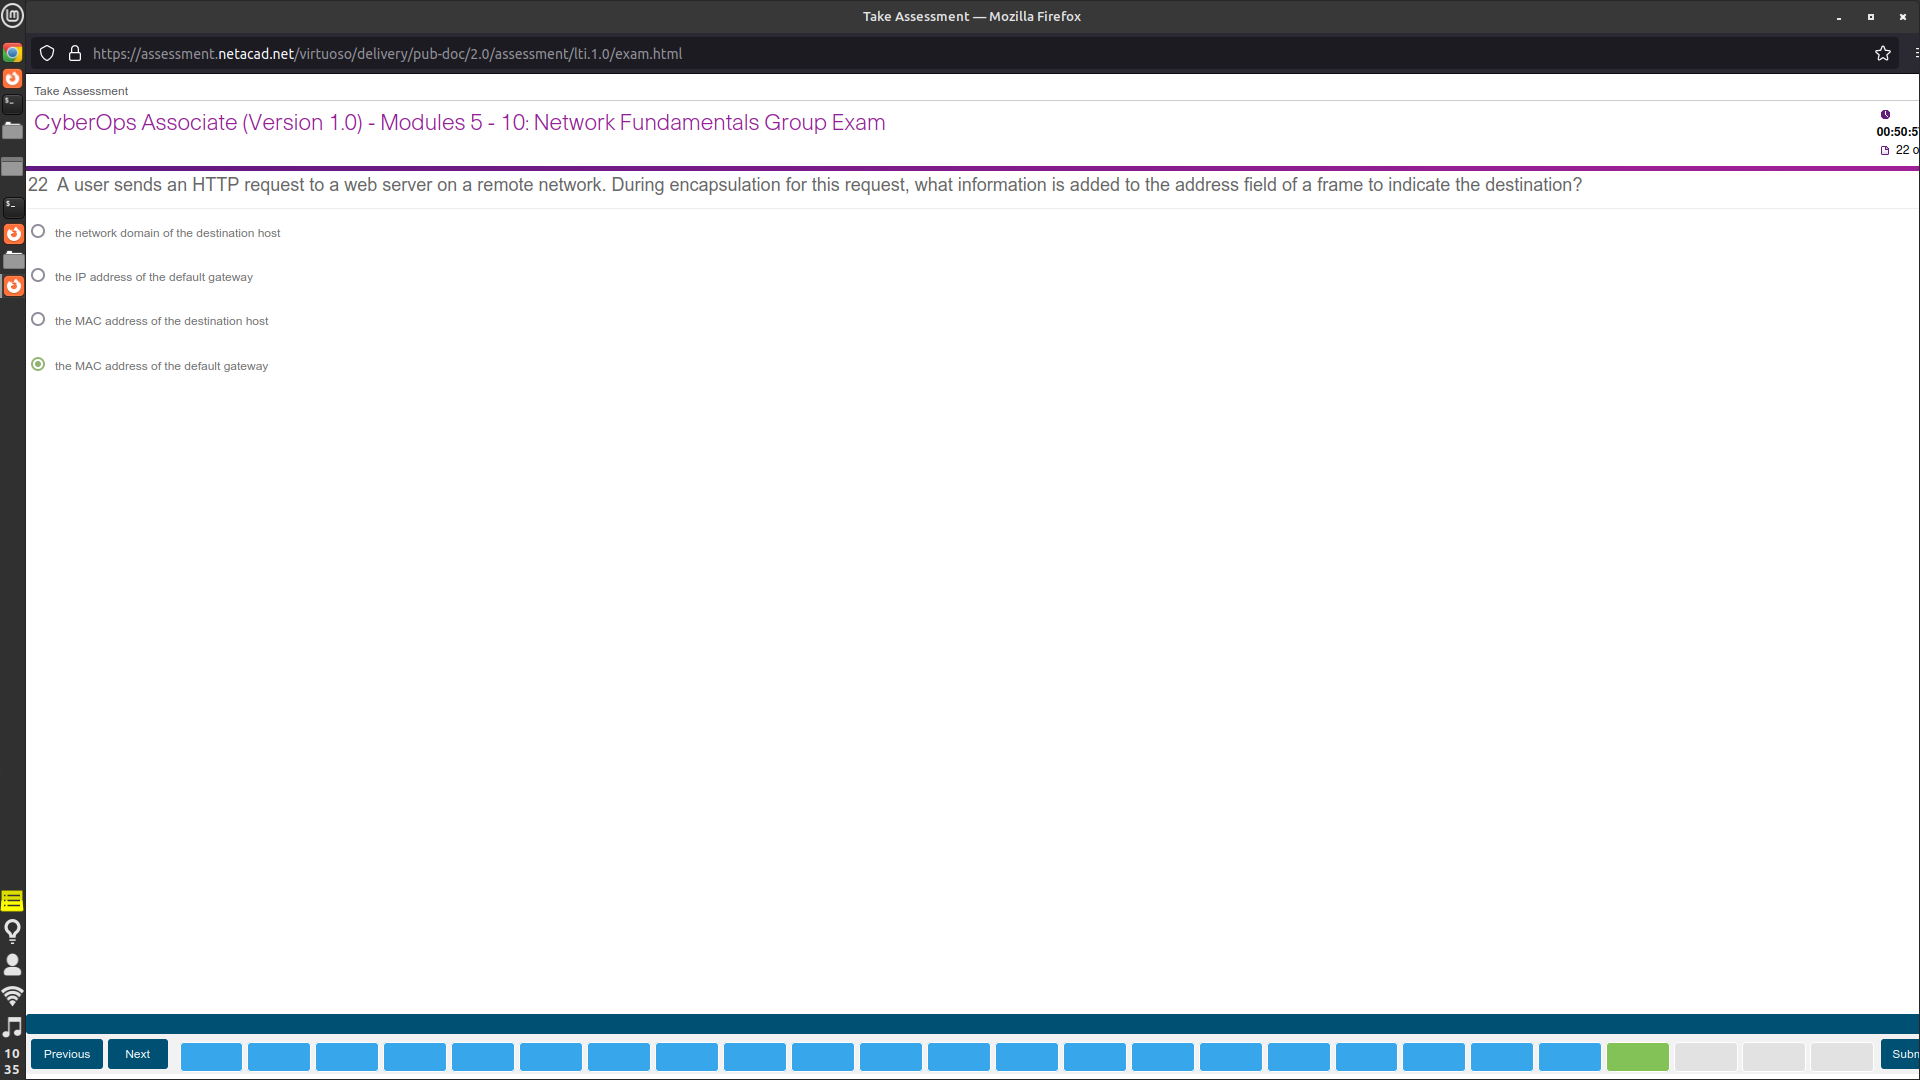 Take Assessment — Mozilla Firefox
https://assessment.netacad.net/virtuoso/delivery/pub-doc/2.0/assessment/lti.1.0/exam.html
Take Assessment
CyberOps Associate (Version 1.0) - Modules 5 - 10: Network Fundamentals Group Exam
00:50:5
22 o
22 A user sends an HTTP request to a web server on a remote network. During encapsulation for this request, what information is added to the address field of a frame to indicate the destination?
the network domain of the destination host
the IP address of the default gateway
the MAC address of the destination host
the MAC address of the default gateway
Previous
Next
Subm
10
35